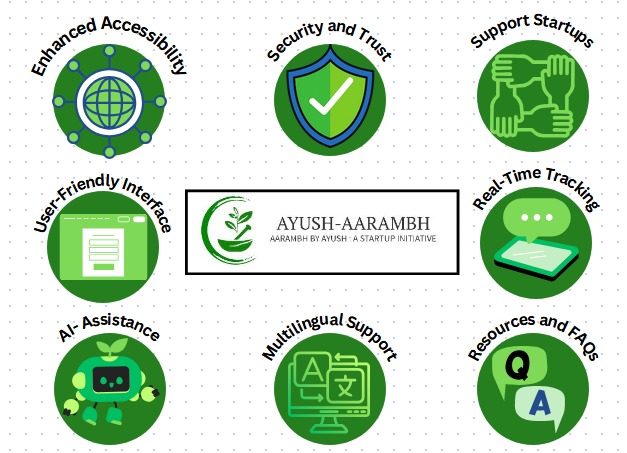 Enhanced Accessibility
Security and Trust
Support Startups
User-Friendly Interface
AYUSH-AARAMBH
AARAMBH BY AYUSH : A STARTUP INITIATIVE
Real-Time Tracking
AI- Assistance
Multilingual Support
A
文
Resources and FAQs
Q
A